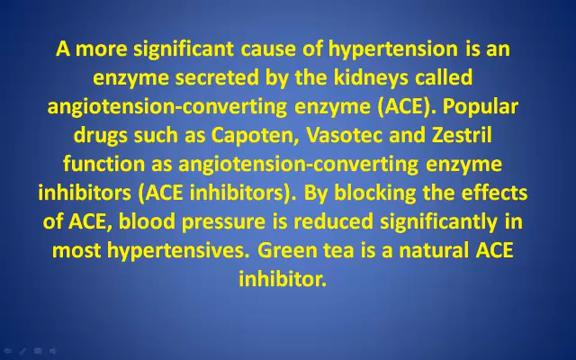 A more significant cause of hypertension is an
enzyme secreted by the kidneys called
angiotension-converting enzyme (ACE). Popular
drugs such as Capoten, Vasotec and Zestril
function as angiotension-converting enzyme
inhibitors (ACE inhibitors). By blocking the effects
of ACE, blood pressure is reduced significantly in
most hypertensives. Green tea is a natural ACE
inhibitor.